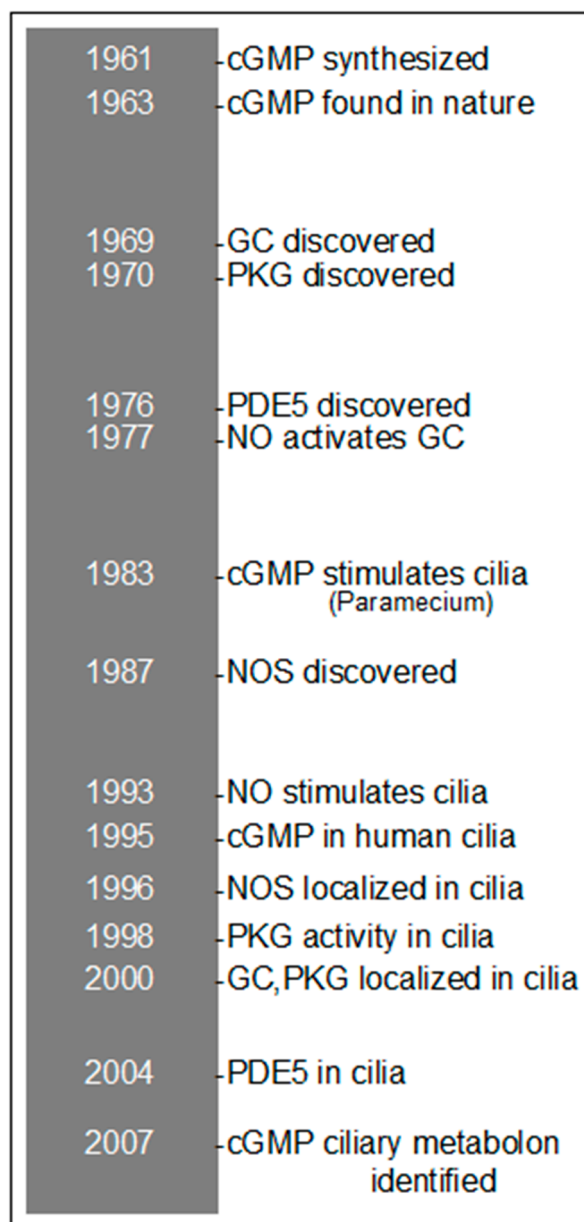 1961 -cGMP synthesized
1963 -cGMP found in nature
1969 -GC discovered
1970 -PKG discovered
1976 -PDE5 discovered
1977 -NO activates GC
1983 -cGMP stimulates cilia
(Paramecium)
1987 -NOS discovered
1993 -NO stimulates cilia
1995 -cGMP in human cilia
1996 -NOS localized in cilia
1998 -PKG activity in cilia
2000 -GC,PKG localized in cilia
2004 -PDE5 in cilia
2007 -cGMP ciliary metabolon
identified